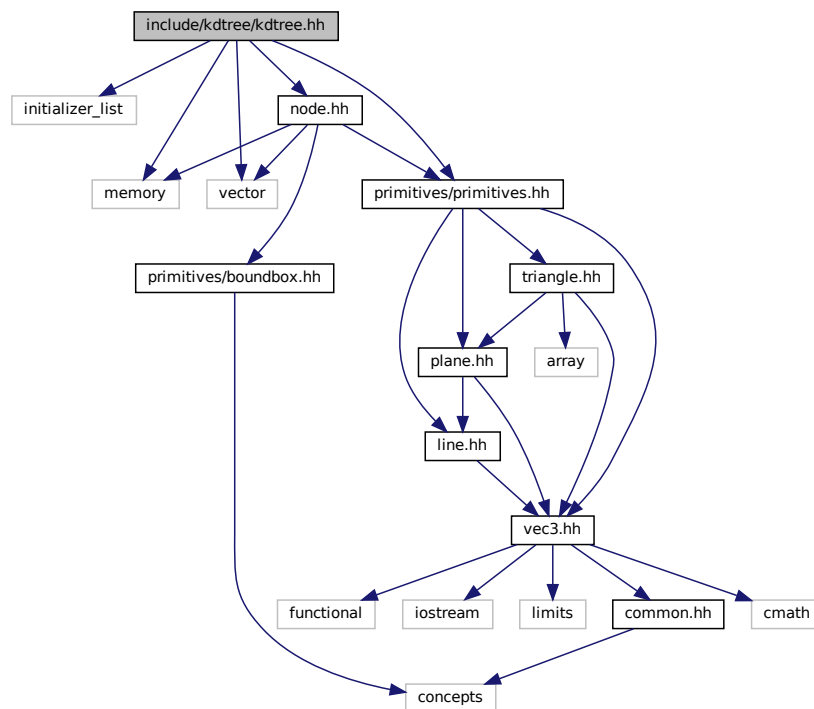 include/kdtree/kdtree.hh
initializer_list
node.hh
memory
vector
primitives/primitives.hh
primitives/boundbox.hh
triangle.hh
plane.hh
array
line.hh
vec3.hh
functional
iostream
limits
common.hh
cmath
concepts